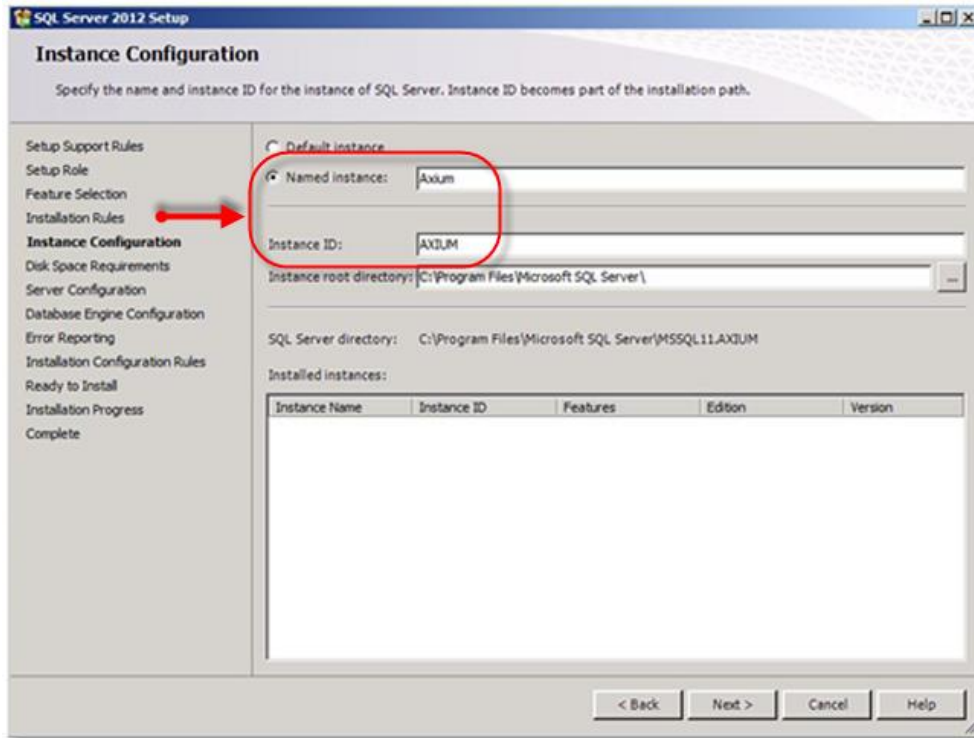 SQL Server 2012 Setup
Instance Configuration
Specify the name and instance ID for the instance of SQL Server. Instance ID becomes part of the installation path.
Setup Support Rules
Setup Role
Feature Selection
Installation Rules
Instance Configuration
Disk Space Requirements
Server Configuration
Database Engine Configuration
Error Reporting
Installation Configuration Rules
Ready to Install
Installation Progress
Complete
Default instance
Named instance: Axium
Instance ID: AXIUM
Instance root directory: C:\Program Files\Microsoft SQL Server\
...
SQL Server directory: C:\Program Files\Microsoft SQL Server\MSSQL11.AXIUM
Installed instances:
Instance Name Instance ID Features Edition Version
< Back Next > Cancel Help